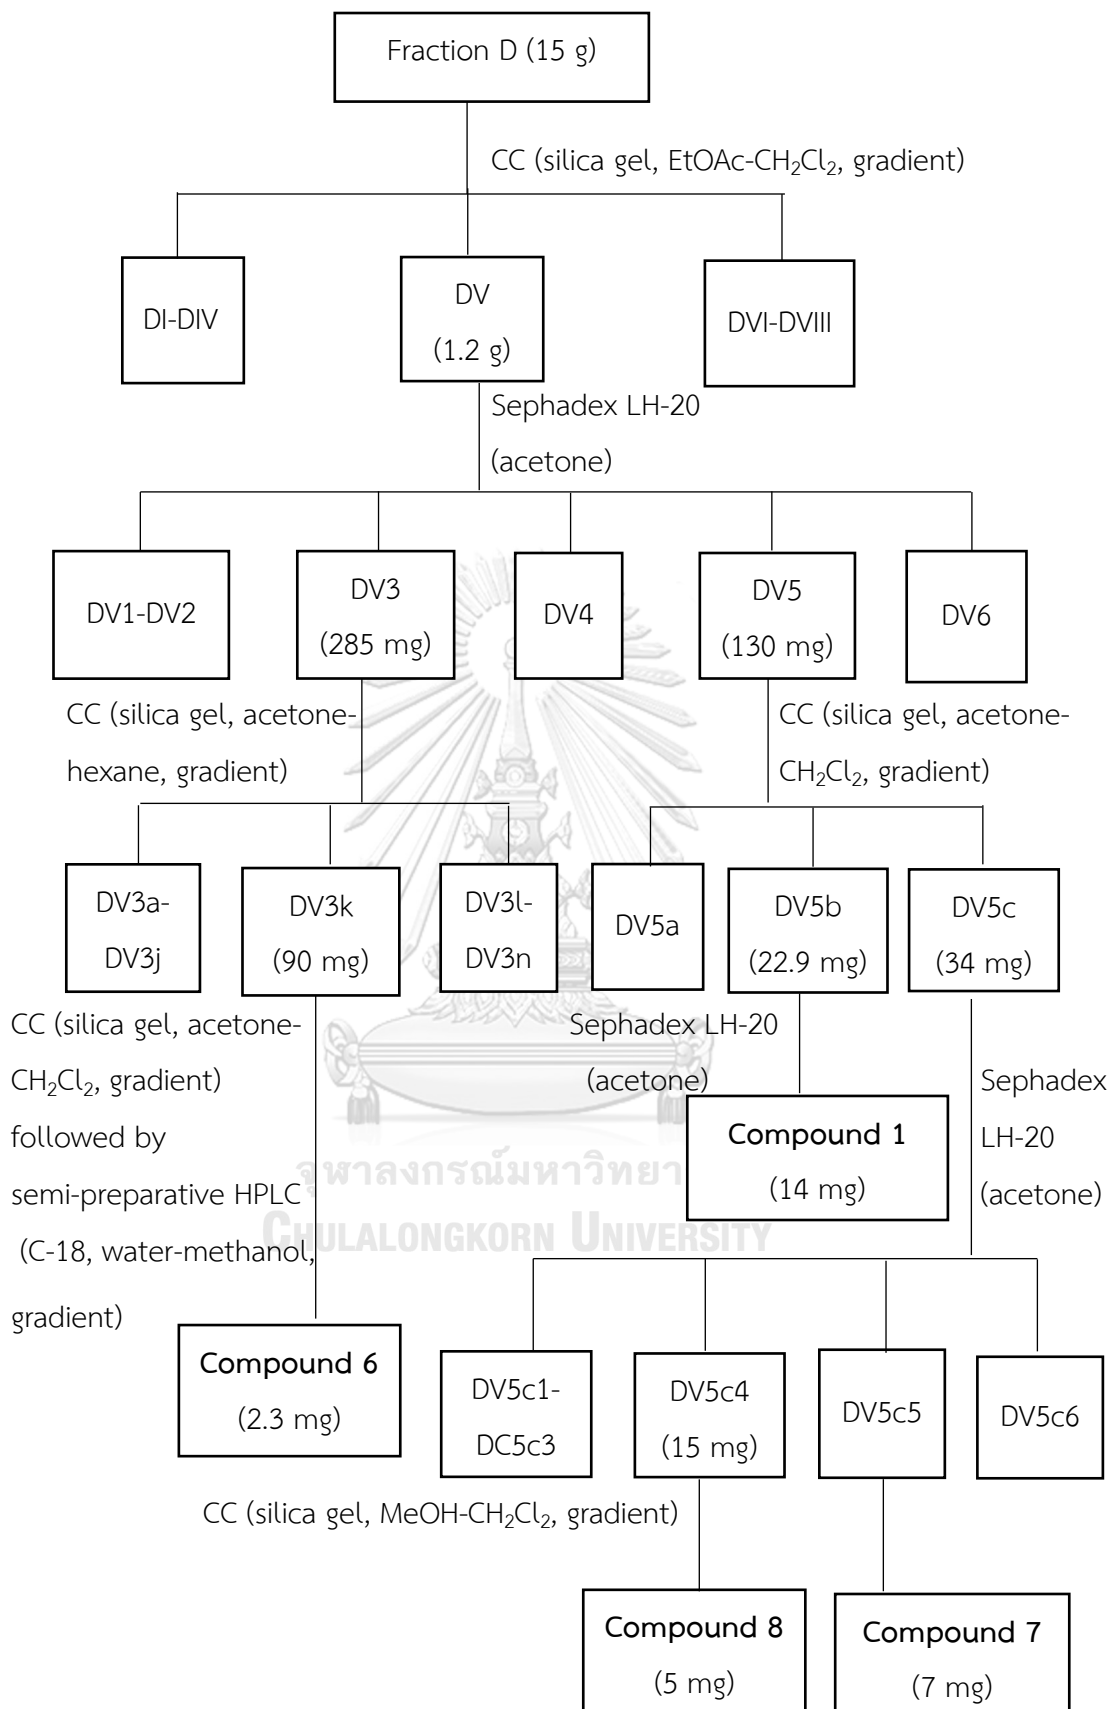 Fraction D (15 g)
CC (silica gel, EtOAc-CH₂Cl₂, gradient)
DI-DIV
DV
(1.2 g)
DVI-DVIII
Sephadex LH-20
(acetone)
DV1-DV2
DV3
(285 mg)
DV4
DV5
(130 mg)
DV6
CC (silica gel, acetone-
hexane, gradient)
CC (silica gel, acetone-
CH₂Cl₂, gradient)
DV3a-
DV3j
DV3k
(90 mg)
DV3l-
DV3n
DV5a
DV5b
(22.9 mg)
DV5c
(34 mg)
CC (silica gel, acetone-
CH₂Cl₂, gradient)
followed by
semi-preparative HPLC
(C-18, water-methanol,
gradient)
Sephadex LH-20
(acetone)
Sephadex
LH-20
(acetone)
Compound 1
(14 mg)
จุฬาลงกรณ์มหาวิทยา
CHULALONGKORN UNIVERSITY
Compound 6
(2.3 mg)
DV5c1-
DC5c3
DV5c4
(15 mg)
DV5c5
DV5c6
CC (silica gel, MeOH-CH₂Cl₂, gradient)
Compound 8
(5 mg)
Compound 7
(7 mg)